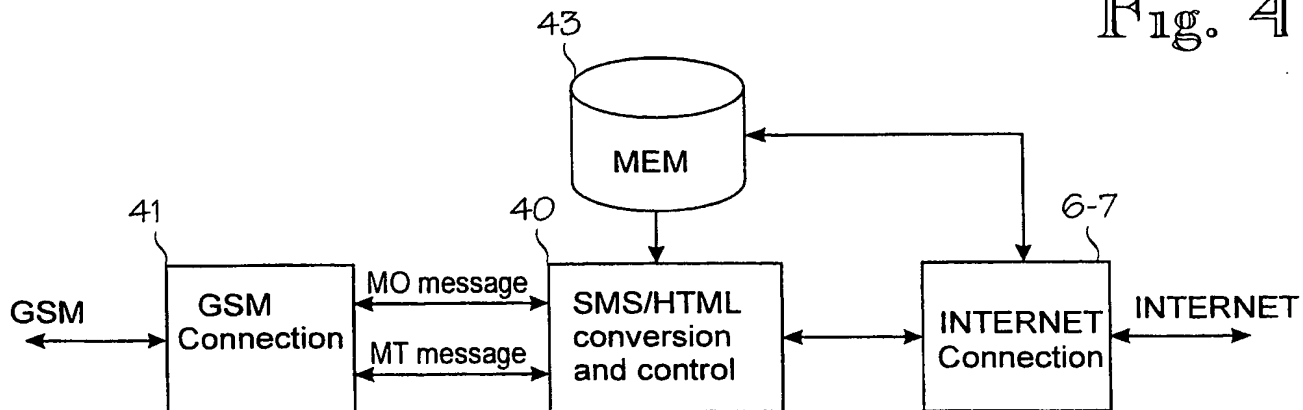 Fig. 4
43
MEM
41
40
6-7
GSM
GSM
Connection
MO message
MT message
SMS/HTML
conversion
and control
INTERNET
Connection
INTERNET